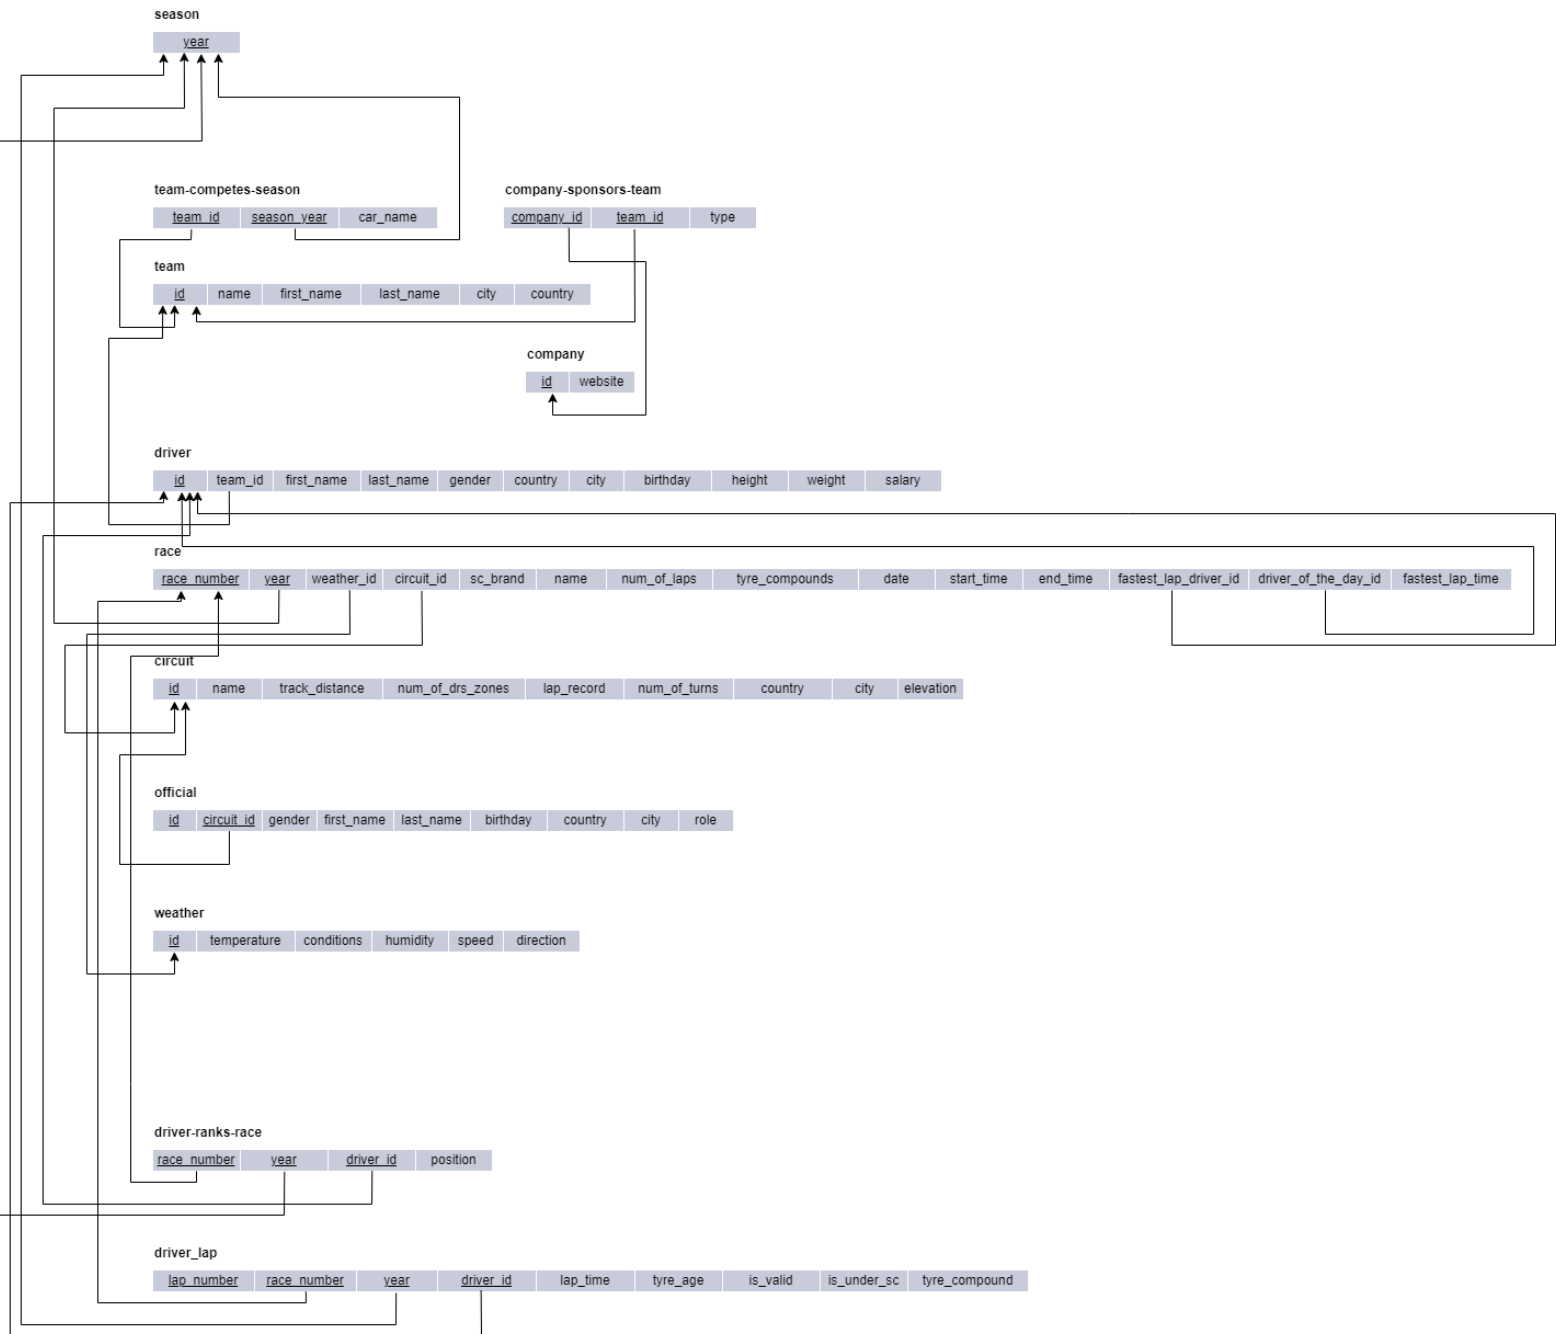 season
year
team-competes-season company-sponsors-team
team_id season_year car_name company_id team_id type
team
id name first_name last_name city country
company
id website
driver
id team_id first_name last_name gender country city birthday height weight salary
race
race_number year weather_id circuit_id sc_brand name num_of_laps tyre_compounds date start_time end_time fastest_lap_driver_id driver_of_the_day_id fastest_lap_time
circuit
id name track_distance num_of_drs_zones lap_record num_of_turns country city elevation
official
id circuit_id gender first_name last_name birthday country city role
weather
id temperature conditions humidity speed direction
driver-ranks-race
race_number year driver_id position
driver_lap
lap_number race_number year driver_id lap_time tyre_age is_valid is_under_sc tyre_compound